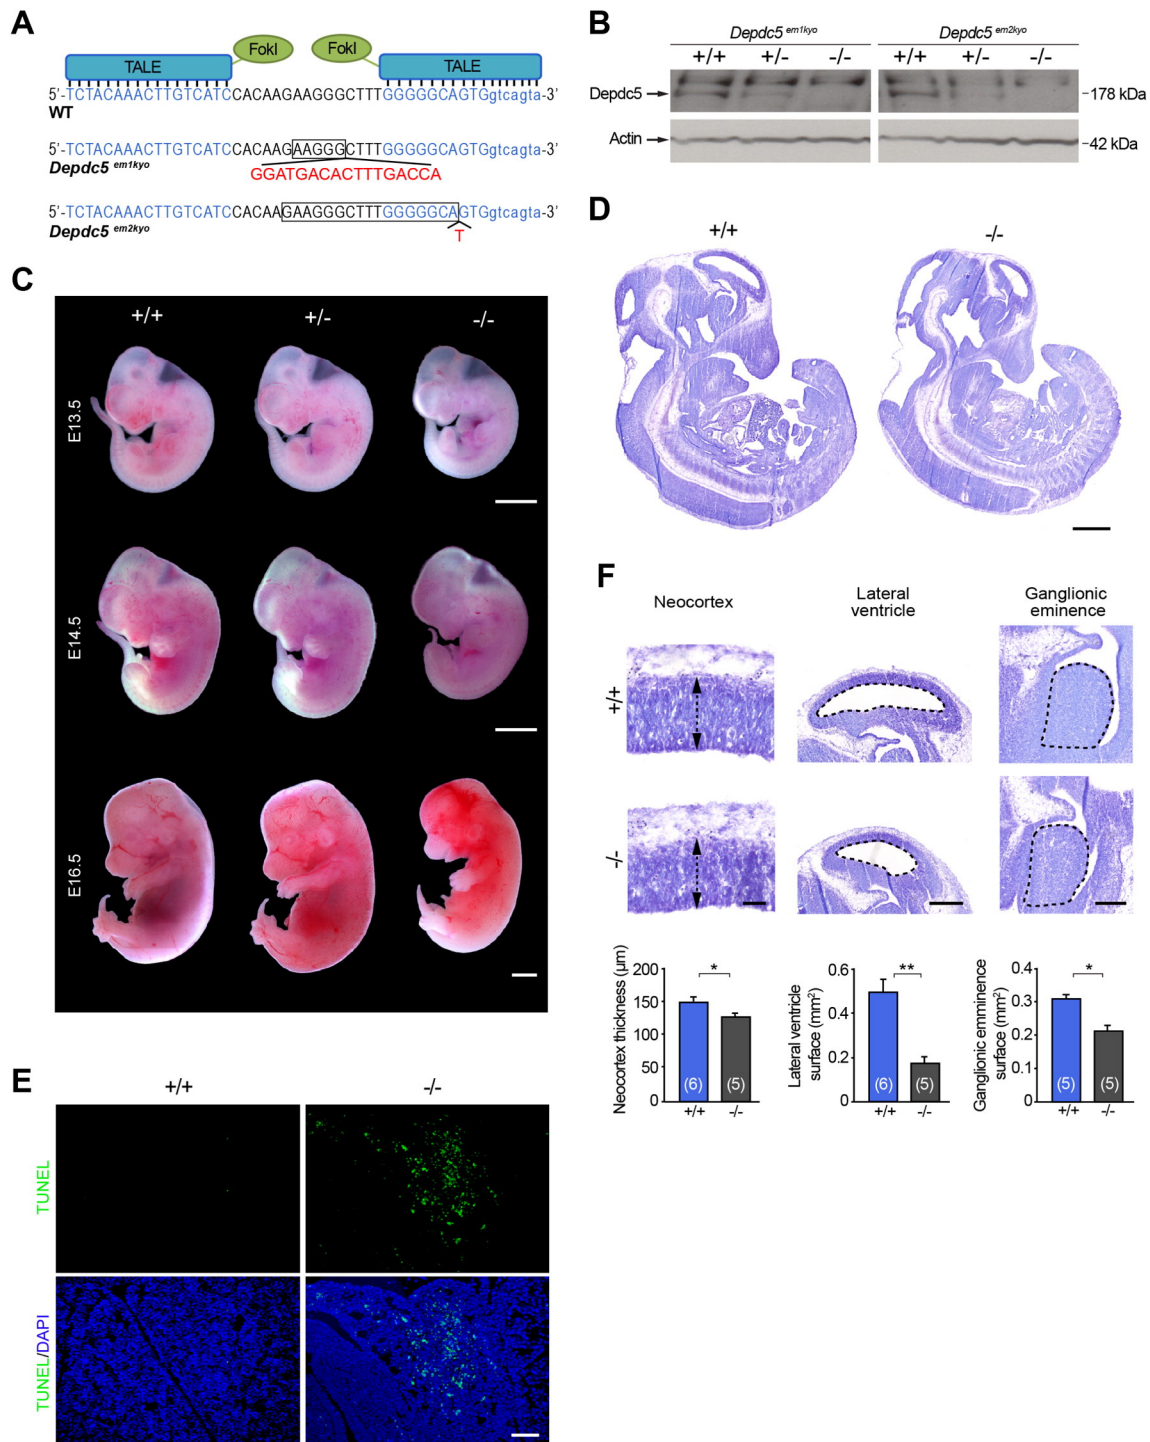 A
FokI FokI
TALE TALE
5'-TCTACAAACTTGTCATCCACAAGAAGGGCTTTGGGGGCAGTGgtcagta-3'
WT
5'-TCTACAAACTTGTCATCCACAAGAAGGGCTTTGGGGGCAGTGgtcagta-3'
Depdc5 em1kyo
GGATGACACTTTGACCA
5'-TCTACAAACTTGTCATCCACAAGAAGGGCTTTGGGGGCAGTGgtcagta-3'
Depdc5 em2kyo
T
B
Depdc5 em1kyo Depdc5 em2kyo
+/+ +/- -/- +/+ +/- -/-
Depdc5 -178 kDa
Actin -42 kDa
C
+/+ +/- -/-
E13.5
E14.5
E16.5
D
+/+ -/-
E
+/+ -/-
TUNEL
TUNEL/DAPI
F
Neocortex Lateral ventricle Ganglionic eminence
+/+
-/-
Neocortex thickness (µm)
200
150
100
50
0
*
(6) (5)
+/+ -/-
Lateral ventricle surface (mm²)
0.6
0.4
0.2
0
**
(6) (5)
+/+ -/-
Ganglionic emminence surface (mm²)
0.4
0.3
0.2
0.1
0
*
(5) (5)
+/+ -/-